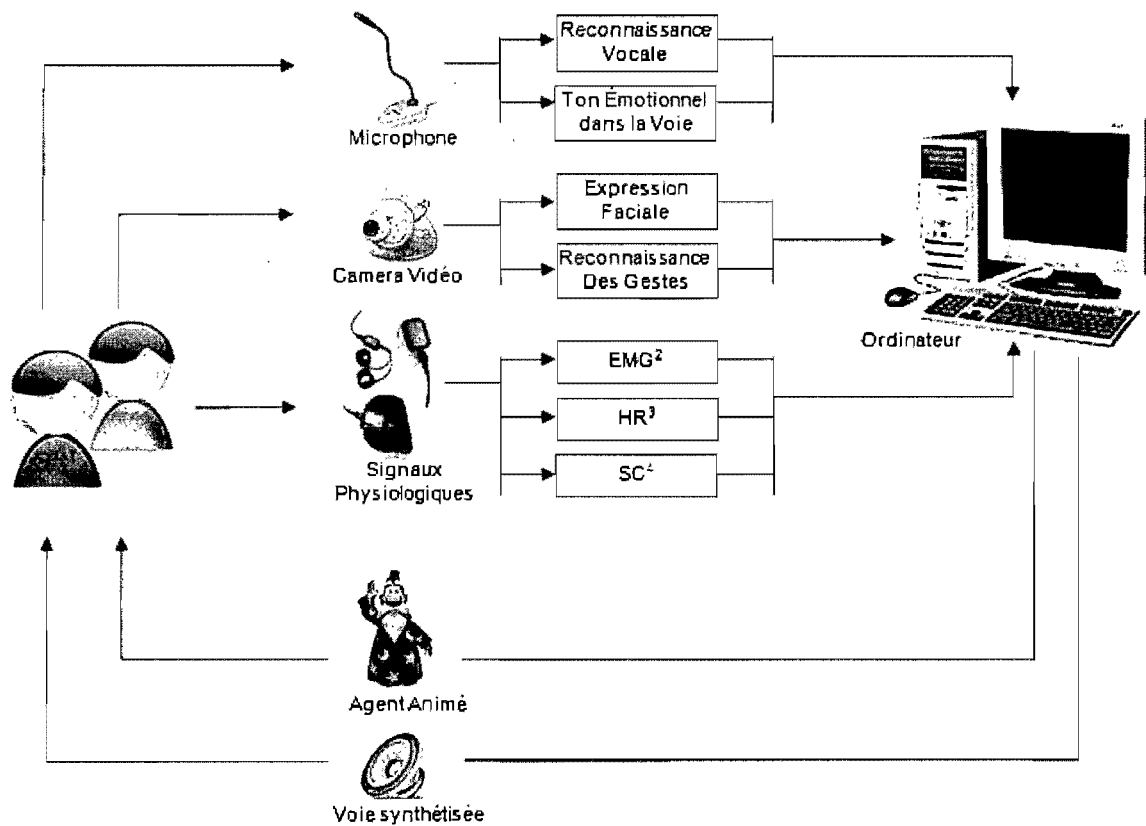 Reconnaissance
Vocale
Ton Émotionnel
dans la Voie
Microphone
Expression
Faciale
Reconnaissance
Des Gestes
Camera Vidéo
Ordinateur
EMG²
HR³
SC⁴
Signaux
Physiologiques
Agent Animé
Voie synthétisée